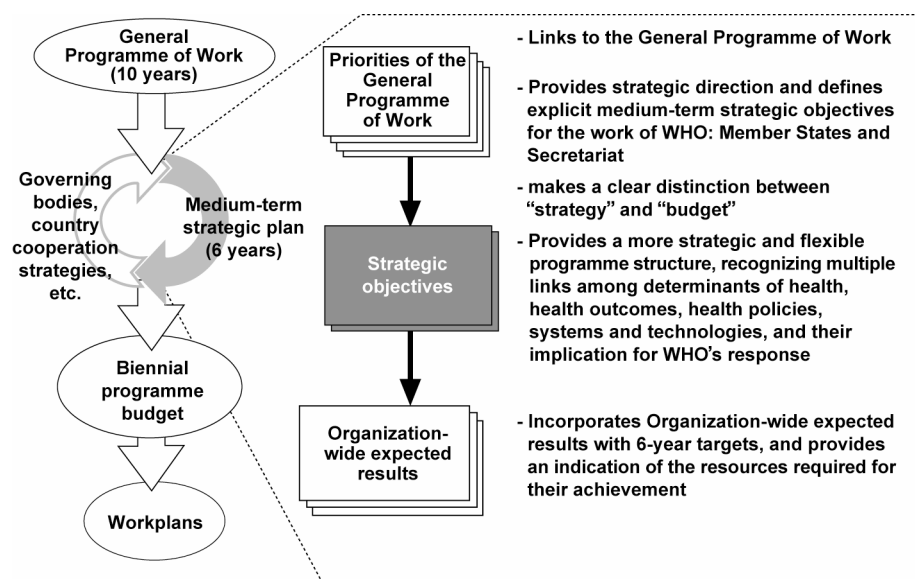 General
Programme of Work
(10 years)
Governing
bodies,
country
cooperation
strategies,
etc.
Medium-term
strategic plan
(6 years)
Biennial
programme
budget
Workplans
Priorities of the
General
Programme
of Work
Strategic
objectives
Organization-
wide expected
results
- Links to the General Programme of Work
- Provides strategic direction and defines
explicit medium-term strategic objectives
for the work of WHO: Member States and
Secretariat
- makes a clear distinction between
“strategy” and “budget”
- Provides a more strategic and flexible
programme structure, recognizing multiple
links among determinants of health,
health outcomes, health policies,
systems and technologies, and their
implication for WHO’s response
- Incorporates Organization-wide expected
results with 6-year targets, and provides
an indication of the resources required for
their achievement